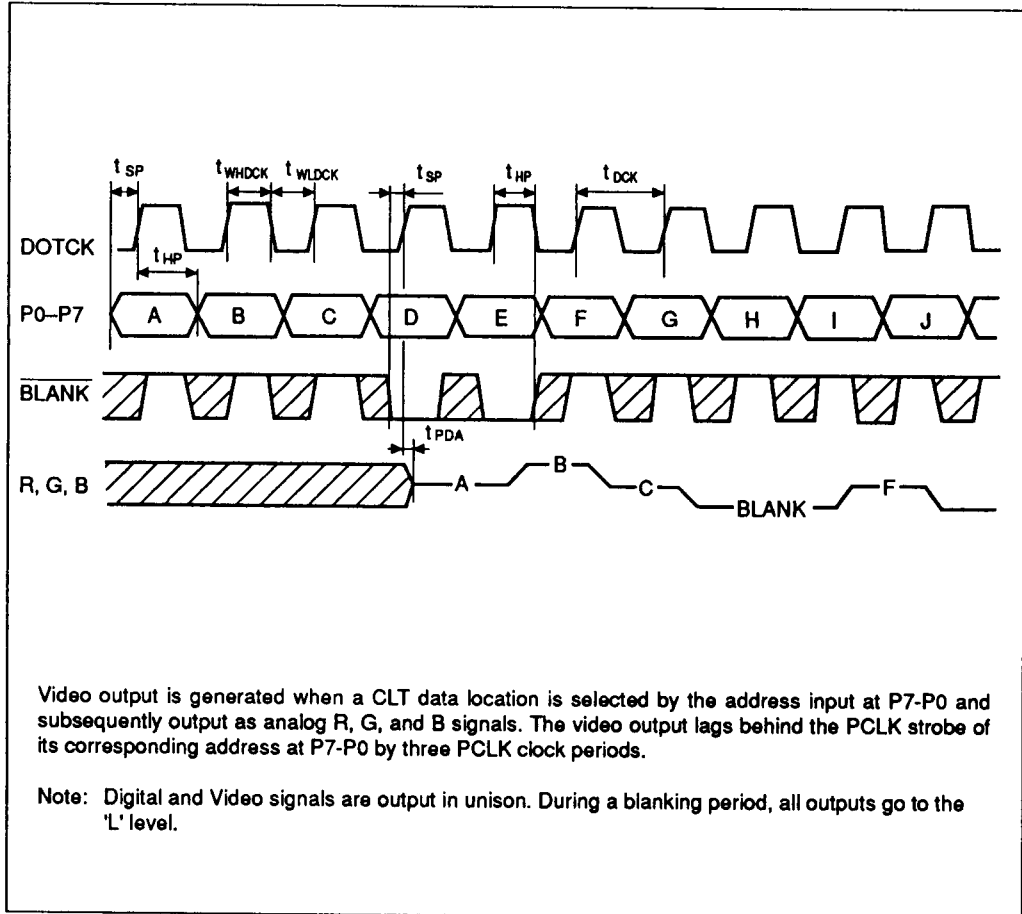 t SP t WHDCK t WLDCK t SP t HP t DCK
DOTCK
t HP
P0–P7 A B C D E F G H I J
BLANK
t PDA
R, G, B A B C BLANK F
Video output is generated when a CLT data location is selected by the address input at P7-P0 and
subsequently output as analog R, G, and B signals. The video output lags behind the PCLK strobe of
its corresponding address at P7-P0 by three PCLK clock periods.
Note: Digital and Video signals are output in unison. During a blanking period, all outputs go to the
'L' level.